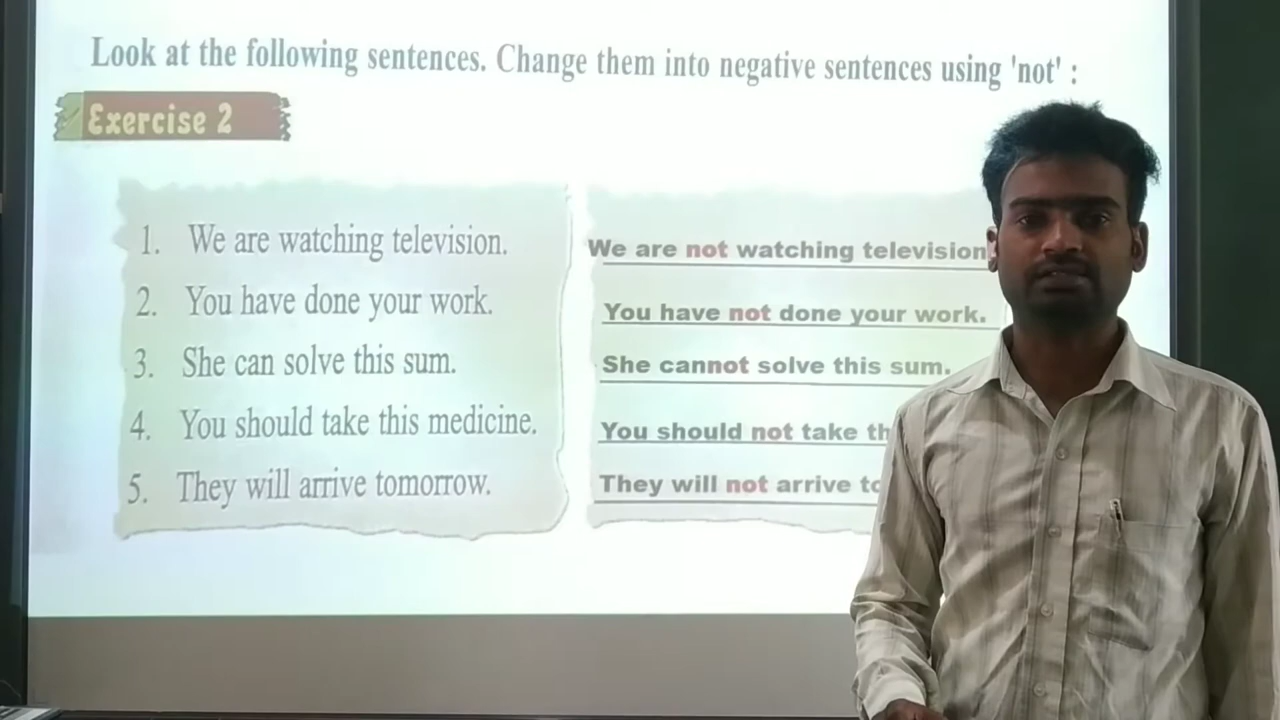 Look at the following sentences. Change them into negative sentences using 'not' :
Exercise 2
1. We are watching television.
2. You have done your work.
3. She can solve this sum.
4. You should take this medicine.
5. They will arrive tomorrow.
We are not watching television
You have not done your work.
She cannot solve this sum.
You should not take
They will not arrive